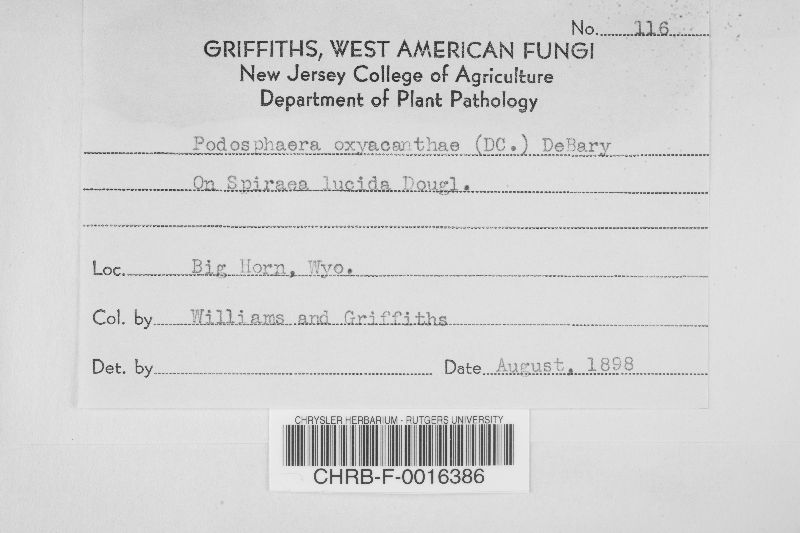 No. 116
GRIFFITHS, WEST AMERICAN FUNGI
New Jersey College of Agriculture
Department of Plant Pathology
Podosphaera oxyacanthae (DC.) DeBary
On Spiraea lucida Dougl.
Loc. Big Horn, Wyo.
Col. by Williams and Griffiths
Det. by Date August, 1898
CHRYSLER HERBARIUM - RUTGERS UNIVERSITY
CHRB-F-0016386